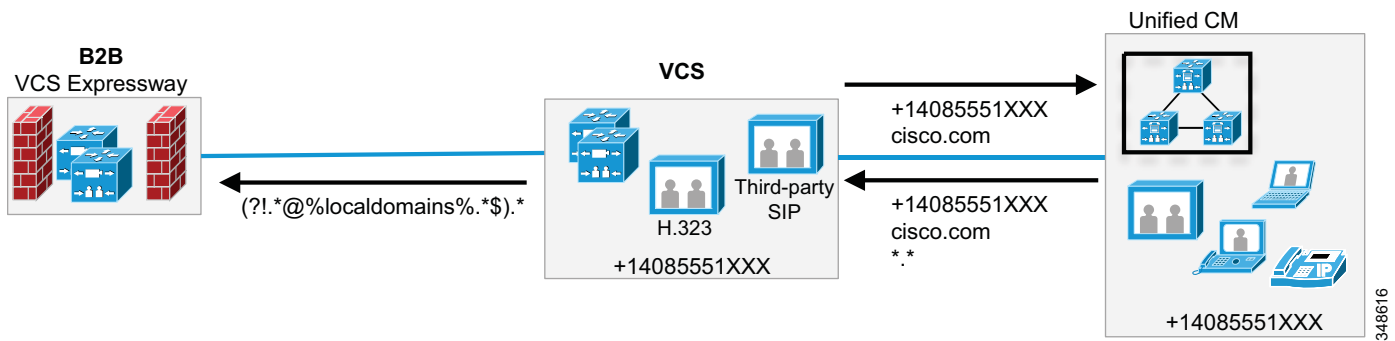 B2B
VCS Expressway
(?!.*@%localdomains%.*$).*
VCS
H.323
Third-party
SIP
+14085551XXX
+14085551XXX
cisco.com
+14085551XXX
cisco.com
*.*
Unified CM
IP
+14085551XXX
348616